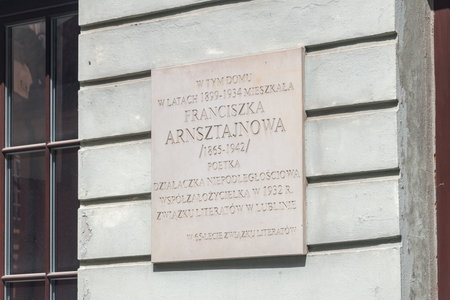 W TYM DOMU
W LATACH 1899-1934 MIESZKAŁA
FRANCISZKA
ARNSZTAJNOWA
/1865-1942/
POETKA
DZIAŁACZKA NIEPODLEGŁOŚCIOWA
WSPÓŁZAŁOŻYCIELKA W 1932 R.
ZWIĄZKU LITERATÓW W LUBLINIE
W 65-LECIE ZWIĄZKU LITERATÓW